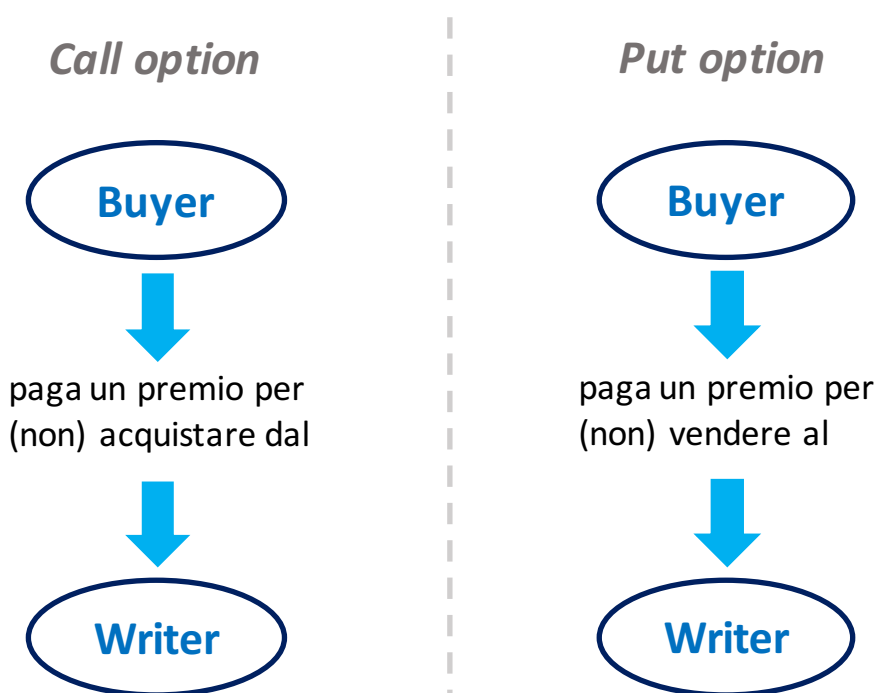 Call option
Buyer
paga un premio per
(non) acquistare dal
Writer
Put option
Buyer
paga un premio per
(non) vendere al
Writer